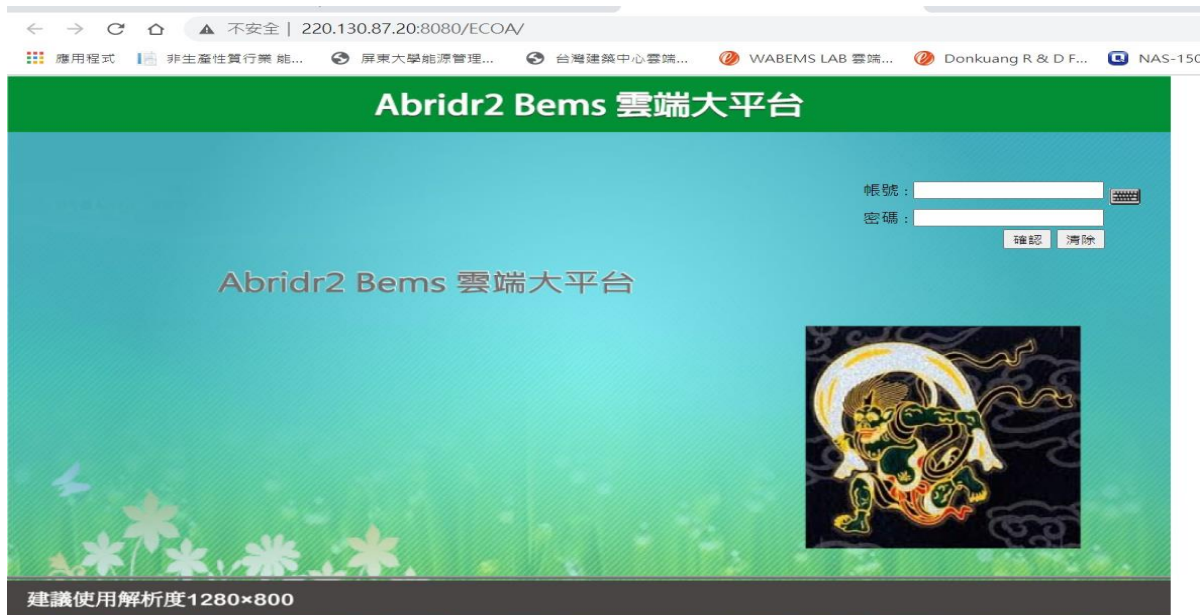 不安全 | 220.130.87.20:8080/ECOA/
應用程式 非生產性質行業 能... 屏東大學能源管理... 台灣建築中心雲端... WABEMS LAB 雲端... Donkuang R & D F... NAS-150
Abridr2 Bems 雲端大平台
帳號:
密碼:
確認 清除
Abridr2 Bems 雲端大平台
建議使用解析度1280×800